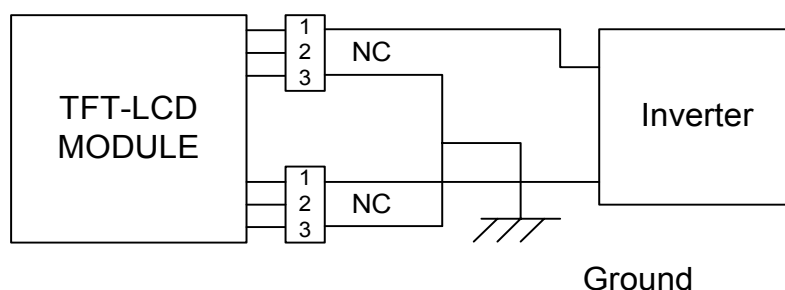 TFT-LCD
MODULE
1
2
3
NC
1
2
3
NC
Inverter
Ground